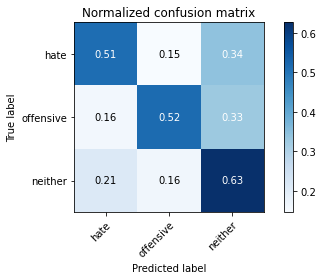 Normalized confusion matrix
hate 0.51 0.15 0.34
offensive 0.16 0.52 0.33
neither 0.21 0.16 0.63
hate offensive neither
True label
Predicted label
0.6
0.5
0.4
0.3
0.2